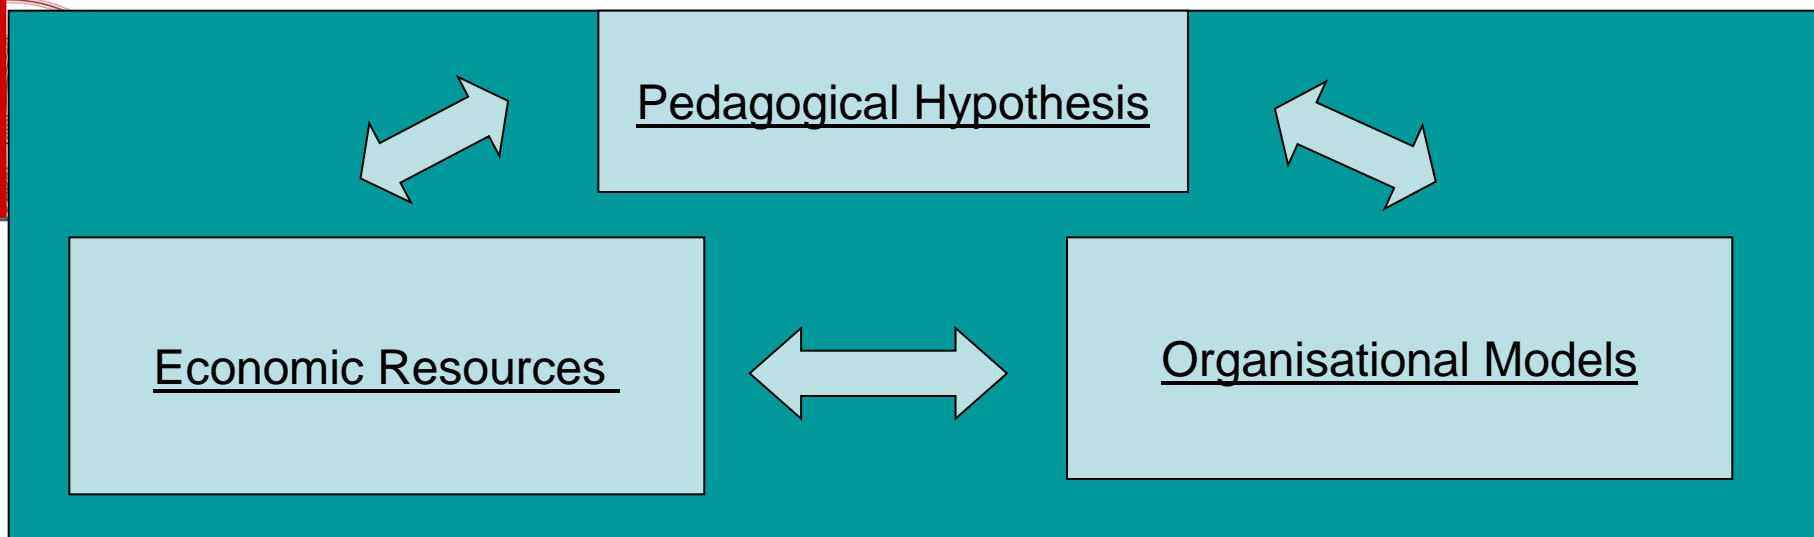 Pedagogical Hypothesis
Economic Resources
Organisational Models